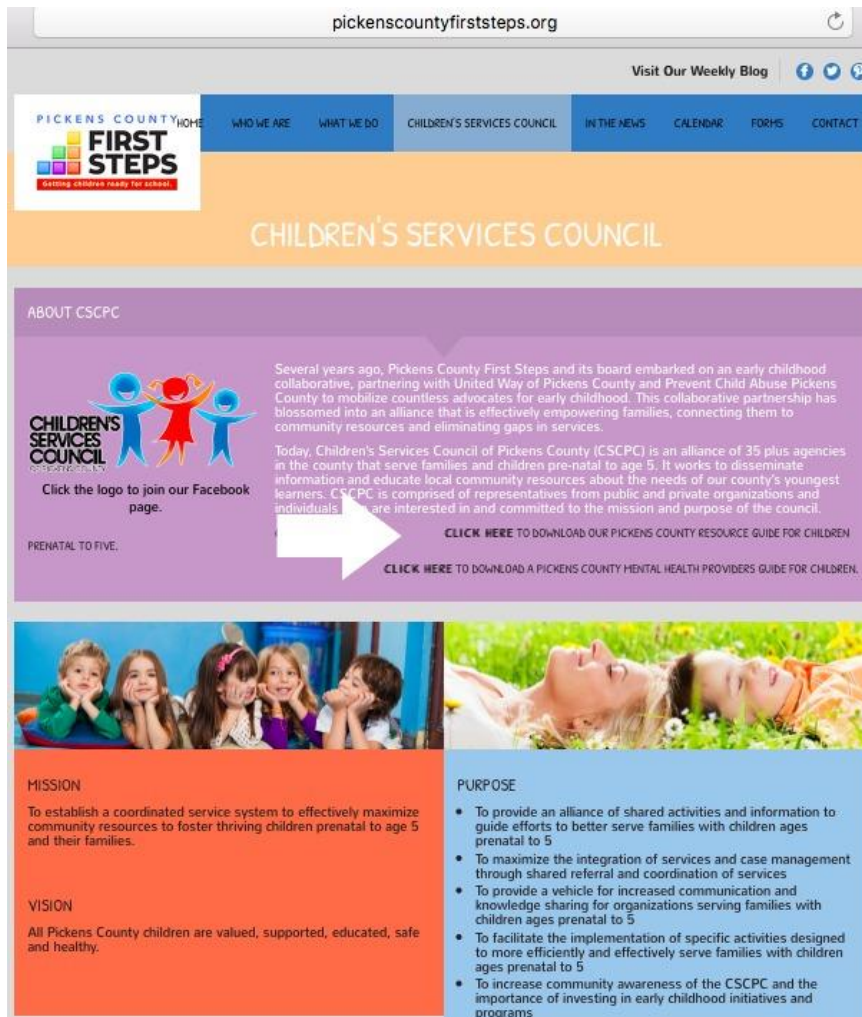 pickenscountyfirststeps.org
Visit Our Weekly Blog
PICKENS COUNTY
FIRST
STEPS
Getting children ready for school.
HOME WHO WE ARE WHAT WE DO CHILDREN'S SERVICES COUNCIL IN THE NEWS CALENDAR FORMS CONTACT
CHILDREN'S SERVICES COUNCIL
ABOUT CSCPC
CHILDREN'S
SERVICES
COUNCIL
Click the logo to join our Facebook
page.
Several years ago, Pickens County First Steps and its board embarked on an early childhood
collaborative, partnering with United Way of Pickens County and Prevent Child Abuse Pickens
County to mobilize countless advocates for early childhood. This collaborative partnership has
blossomed into an alliance that is effectively empowering families, connecting them to
community resources and eliminating gaps in services.
Today, Children's Services Council of Pickens County (CSCPC) is an alliance of 35 plus agencies
in the county that serve families and children pre-natal to age 5. It works to disseminate
information and educate local community resources about the needs of our county's youngest
learners. CSCPC is comprised of representatives from public and private organizations and
individuals are interested in and committed to the mission and purpose of the council.
CLICK HERE TO DOWNLOAD OUR PICKENS COUNTY RESOURCE GUIDE FOR CHILDREN
PRENATAL TO FIVE.
CLICK HERE TO DOWNLOAD A PICKENS COUNTY MENTAL HEALTH PROVIDERS GUIDE FOR CHILDREN.
MISSION
To establish a coordinated service system to effectively maximize
community resources to foster thriving children prenatal to age 5
and their families.
VISION
All Pickens County children are valued, supported, educated, safe
and healthy.
PURPOSE
• To provide an alliance of shared activities and information to
guide efforts to better serve families with children ages
prenatal to 5
• To maximize the integration of services and case management
through shared referral and coordination of services
• To provide a vehicle for increased communication and
knowledge sharing for organizations serving families with
children ages prenatal to 5
• To facilitate the implementation of specific activities designed
to more efficiently and effectively serve families with children
ages prenatal to 5
• To increase community awareness of the CSCPC and the
importance of investing in early childhood initiatives and
programs